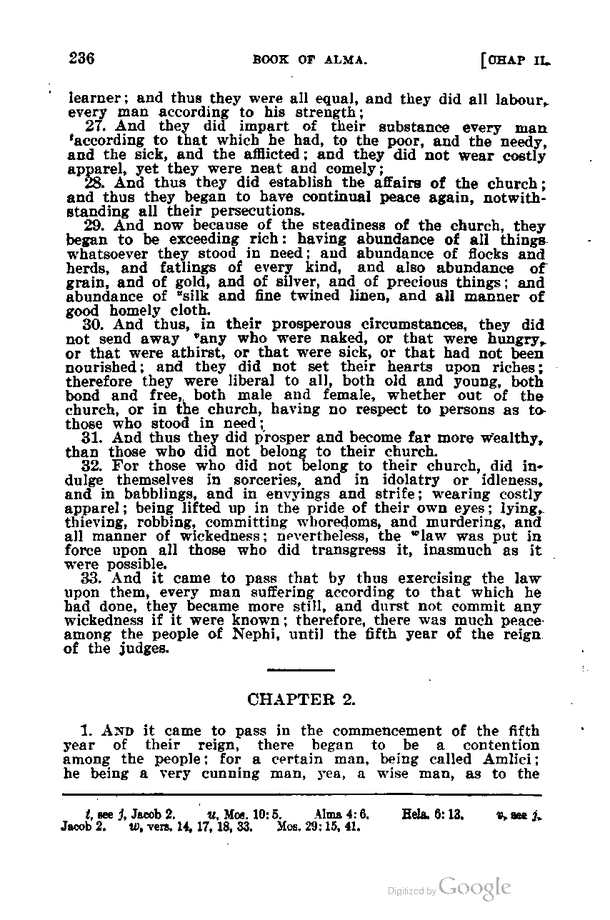 236 BOOK OF ALMA. [CHAP II.
learner; and thus they were all equal, and they did all labour,
every man according to his strength;
27. And they did impart of their substance every man
ᵗaccording to that which he had, to the poor, and the needy,
and the sick, and the afflicted; and they did not wear costly
apparel, yet they were neat and comely;
28. And thus they did establish the affairs of the church;
and thus they began to have continual peace again, notwith-
standing all their persecutions.
29. And now because of the steadiness of the church, they
began to be exceeding rich: having abundance of all things
whatsoever they stood in need; and abundance of flocks and
herds, and fatlings of every kind, and also abundance of
grain, and of gold, and of silver, and of precious things; and
abundance of ᵘsilk and fine twined linen, and all manner of
good homely cloth.
30. And thus, in their prosperous circumstances, they did
not send away ᵛany who were naked, or that were hungry,
or that were athirst, or that were sick, or that had not been
nourished; and they did not set their hearts upon riches;
therefore they were liberal to all, both old and young, both
bond and free, both male and female, whether out of the
church, or in the church, having no respect to persons as to
those who stood in need;
31. And thus they did prosper and become far more wealthy,
than those who did not belong to their church.
32. For those who did not belong to their church, did in-
dulge themselves in sorceries, and in idolatry or idleness,
and in babblings, and in envyings and strife; wearing costly
apparel; being lifted up in the pride of their own eyes; lying,
thieving, robbing, committing whoredoms, and murdering, and
all manner of wickedness; nevertheless, the ʷlaw was put in
force upon all those who did transgress it, inasmuch as it
were possible.
33. And it came to pass that by thus exercising the law
upon them, every man suffering according to that which he
had done, they became more still, and durst not commit any
wickedness if it were known; therefore, there was much peace
among the people of Nephi, until the fifth year of the reign
of the judges.
CHAPTER 2.
1. AND it came to pass in the commencement of the fifth
year of their reign, there began to be a contention
among the people; for a certain man, being called Amlici;
he being a very cunning man, yea, a wise man, as to the
t, see j, Jacob 2. u, Mos. 10:5. Alma 4:6. Hela. 6:13. v, see j.
Jacob 2. w, vers. 14, 17, 18, 33. Mos. 29:15, 41.
Digitized by Google